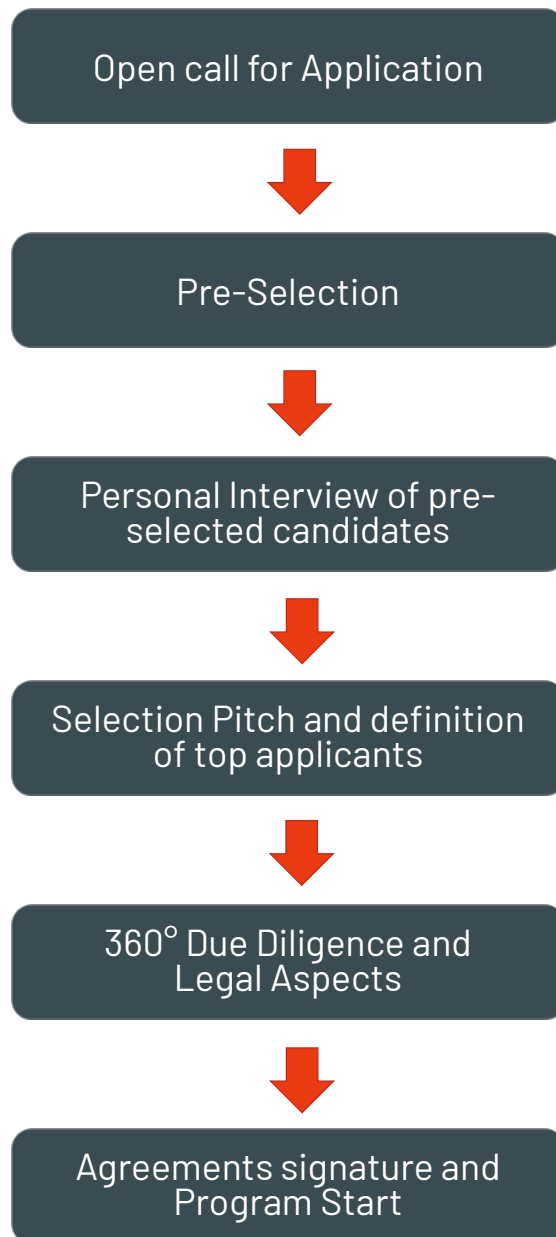 Open call for Application
Pre-Selection
Personal Interview of pre-
selected candidates
Selection Pitch and definition
of top applicants
360° Due Diligence and
Legal Aspects
Agreements signature and
Program Start